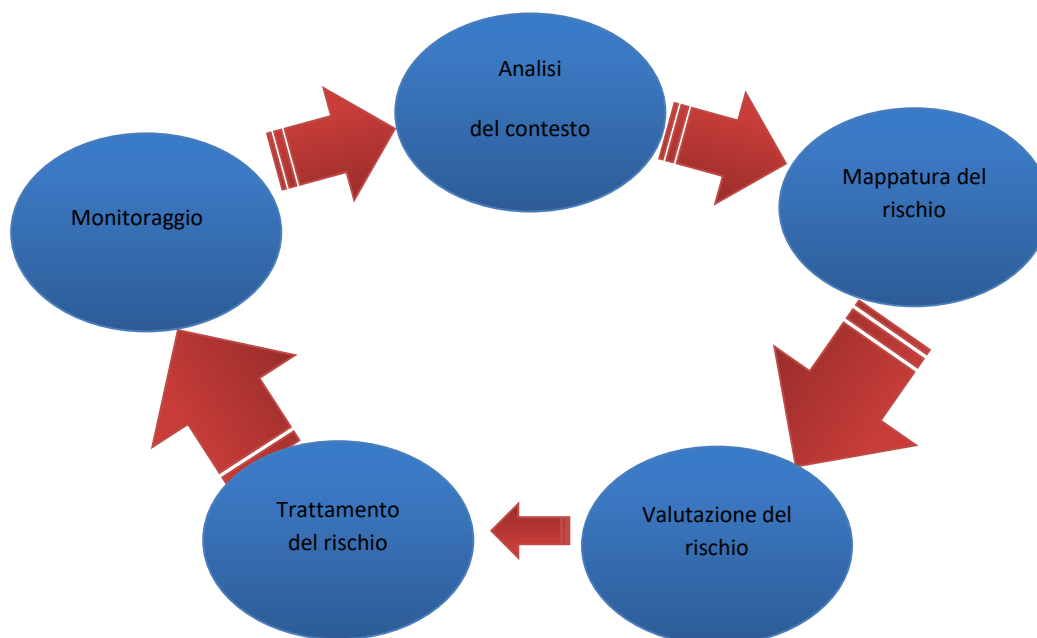 Analisi
del contesto
Mappatura del
rischio
Valutazione del
rischio
Trattamento
del rischio
Monitoraggio